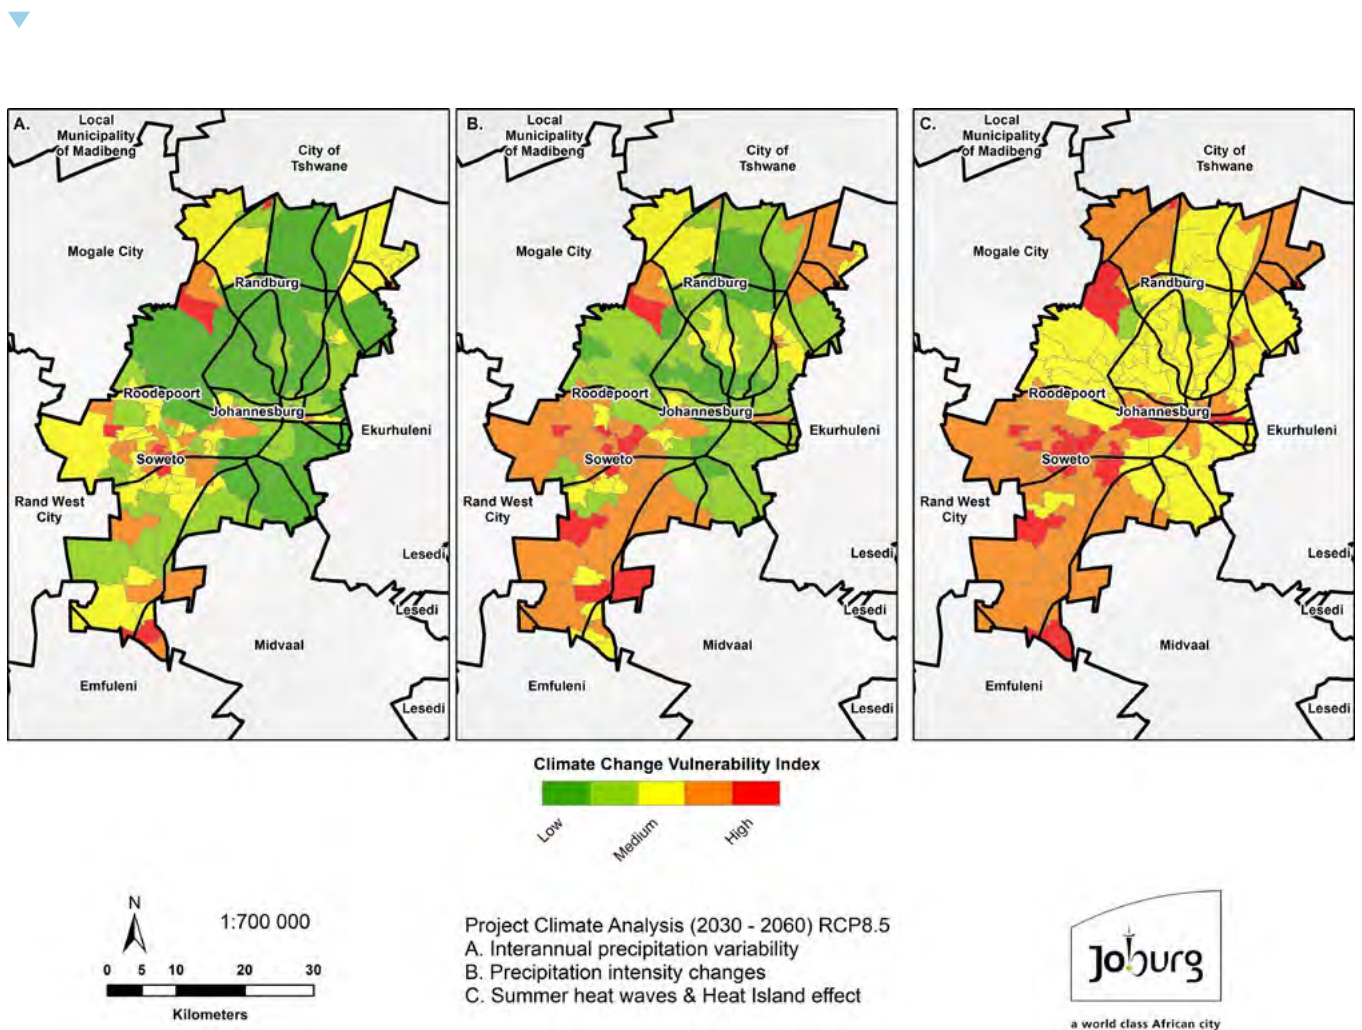 A.
Local
Municipality
of Madibeng
City of
Tshwane
Mogale City
Randburg
Roodepoort
Johannesburg
Ekurhuleni
Soweto
Rand West
City
Lesedi
Lesedi
Midvaal
Emfuleni
Lesedi
B.
Local
Municipality
of Madibeng
City of
Tshwane
Mogale City
Randburg
Roodepoort
Johannesburg
Ekurhuleni
Soweto
Rand West
City
Lesedi
Lesedi
Midvaal
Emfuleni
Lesedi
C.
Local
Municipality
of Madibeng
City of
Tshwane
Mogale City
Randburg
Roodepoort
Johannesburg
Ekurhuleni
Soweto
Rand West
City
Lesedi
Lesedi
Midvaal
Emfuleni
Lesedi
Climate Change Vulnerability Index
Low
Medium
High
N
1:700 000
0 5 10 20 30
Kilometers
Project Climate Analysis (2030 - 2060) RCP8.5
A. Interannual precipitation variability
B. Precipitation intensity changes
C. Summer heat waves & Heat Island effect
Joburg
a world class African city